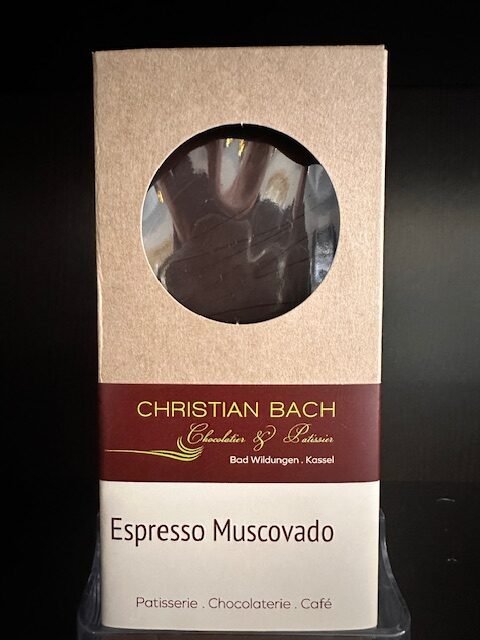 CHRISTIAN BACH
Chocolatier & Patissier
Bad Wildungen . Kassel
Espresso Muscovado
Patisserie . Chocolaterie . Café